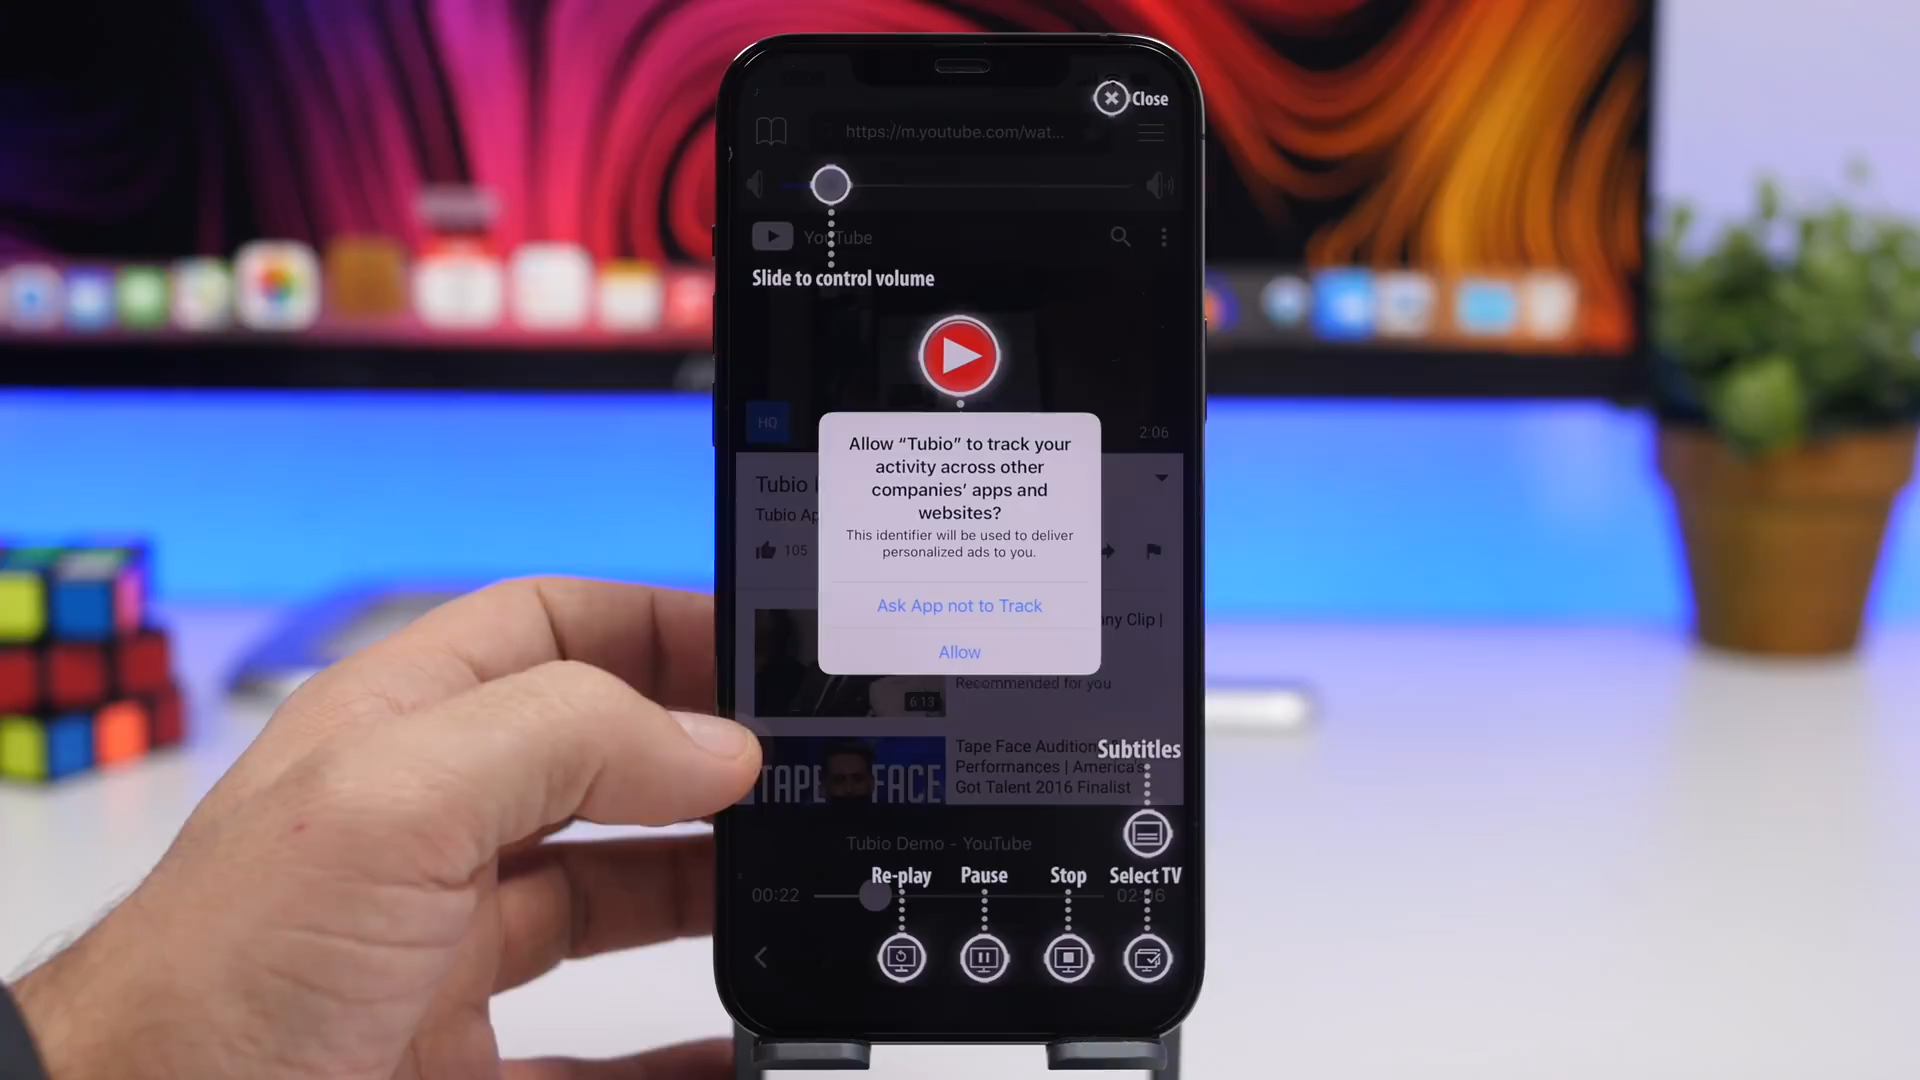 Close
https://m.youtube.com/wat...
YouTube
Slide to control volume
HQ
2:06
Allow “Tubio” to track your
activity across other
companies’ apps and
websites?
This identifier will be used to deliver
personalized ads to you.
Ask App not to Track
Allow
Tubio
Tubio Ap
105
ny Clip |
Recommended for you
6:13
TAPE FACE
Tape Face Audition
Performances | America's
Got Talent 2016 Finalist
Subtitles
Tubio Demo - YouTube
Re-play Pause Stop Select TV
00:22